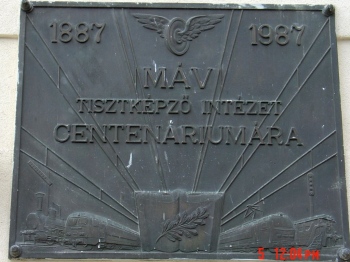 1887 1987
MÁV
TISZTKÉPZŐ INTÉZET
CENTENÁRIUMÁRA